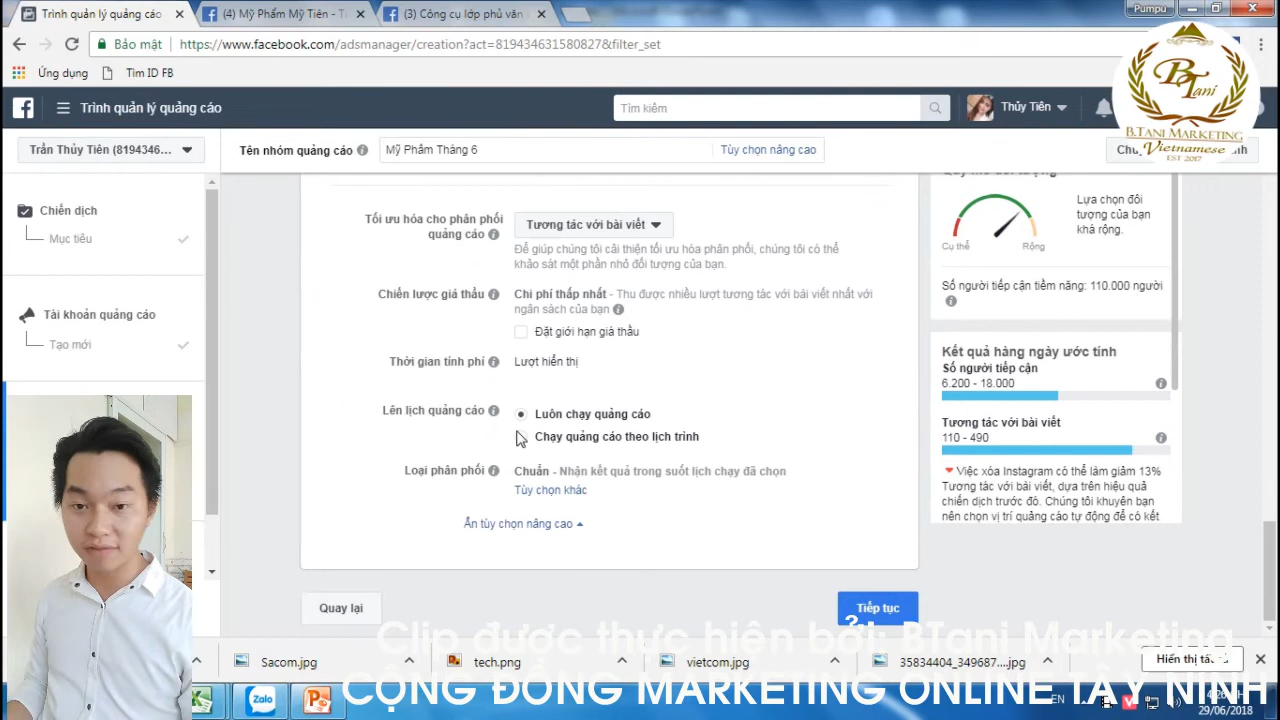 Trình quản lý quảng cáo
(4) Mỹ Phẩm Mỹ Tiên - T
(3) Công cụ lớp phủ văn
Pumpu
Bảo mật
https://www.facebook.com/adsmanager/creation
19434631580827&filter_set
Ứng dụng
Tìm ID FB
Trình quản lý quảng cáo
Tìm kiếm
Thủy Tiên
B.TANI MARKETING
Vietnamese
EST 2017
Trần Thủy Tiên (8194346...
Tên nhóm quảng cáo
Mỹ Phẩm Tháng 6
Tùy chọn nâng cao
Chiến dịch
Mục tiêu
Tài khoản quảng cáo
Tạo mới
Tối ưu hóa cho phân phối
quảng cáo
Tương tác với bài viết
Để giúp chúng tôi cải thiện tối ưu hóa phân phối, chúng tôi có thể
khảo sát một phần nhỏ đối tượng của bạn.
Chiến lược giá thầu
Chi phí thấp nhất - Thu được nhiều lượt tương tác với bài viết nhất với
ngân sách của bạn
Đặt giới hạn giá thầu
Thời gian tính phí
Lượt hiển thị
Lên lịch quảng cáo
Luôn chạy quảng cáo
Chạy quảng cáo theo lịch trình
Loại phân phối
Chuẩn - Nhận kết quả trong suốt lịch chạy đã chọn
Tùy chọn khác
Ẩn tùy chọn nâng cao
Quay lại
Tiếp tục
Lựa chọn đối
tượng của bạn
khá rộng.
Cụ thể
Rộng
Số người tiếp cận tiềm năng: 110.000 người
Kết quả hàng ngày ước tính
Số người tiếp cận
6.200 - 18.000
Tương tác với bài viết
110 - 490
Việc xóa Instagram có thể làm giảm 13%
Tương tác với bài viết, dựa trên hiệu quả
chiến dịch trước đó. Chúng tôi khuyên bạn
nên chọn vị trí quảng cáo tự động để có kết
Clip được thực hiện bởi: BTani Marketing
Sacom.jpg
tech.png
vietcom.jpg
35834404_349687....jpg
Hiển thị tất cả
CỘNG ĐỒNG MARKETING ONLINE TÂY NINH
Zalo
EN
29/06/2018